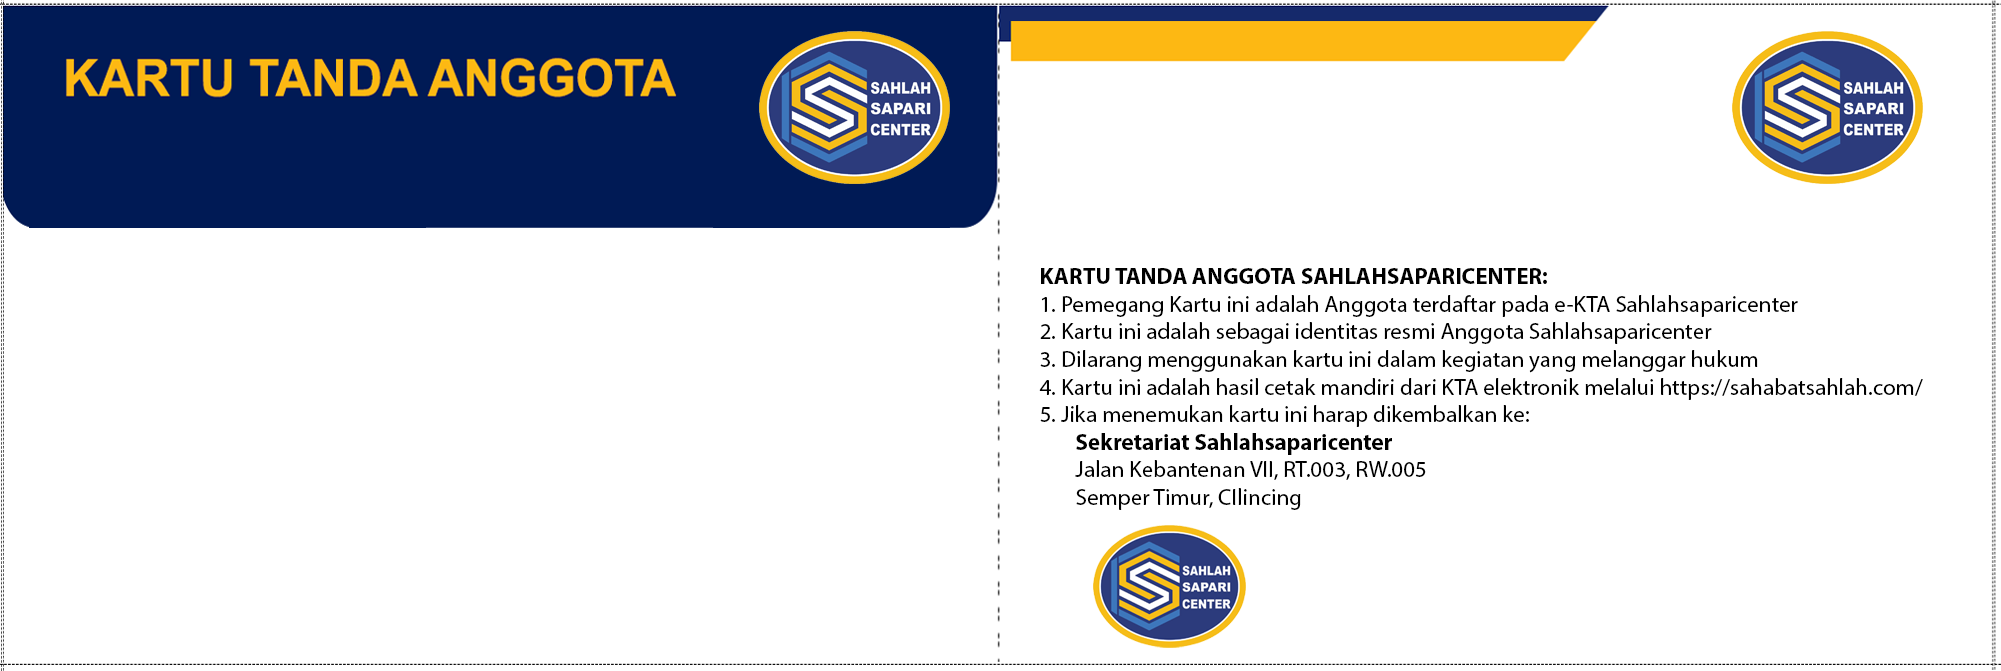 KARTU TANDA ANGGOTA
SAHLAH
SAPARI
CENTER
SAHLAH
SAPARI
CENTER
KARTU TANDA ANGGOTA SAHLAHSAPARICENTER:
1. Pemegang Kartu ini adalah Anggota terdaftar pada e-KTA Sahlahsaparicenter
2. Kartu ini adalah sebagai identitas resmi Anggota Sahlahsaparicenter
3. Dilarang menggunakan kartu ini dalam kegiatan yang melanggar hukum
4. Kartu ini adalah hasil cetak mandiri dari KTA elektronik melalui https://sahabatsahlah.com/
5. Jika menemukan kartu ini harap dikembalkan ke:
Sekretariat Sahlahsaparicenter
Jalan Kebantenan VII, RT.003, RW.005
Semper Timur, CIlincing
SAHLAH
SAPARI
CENTER